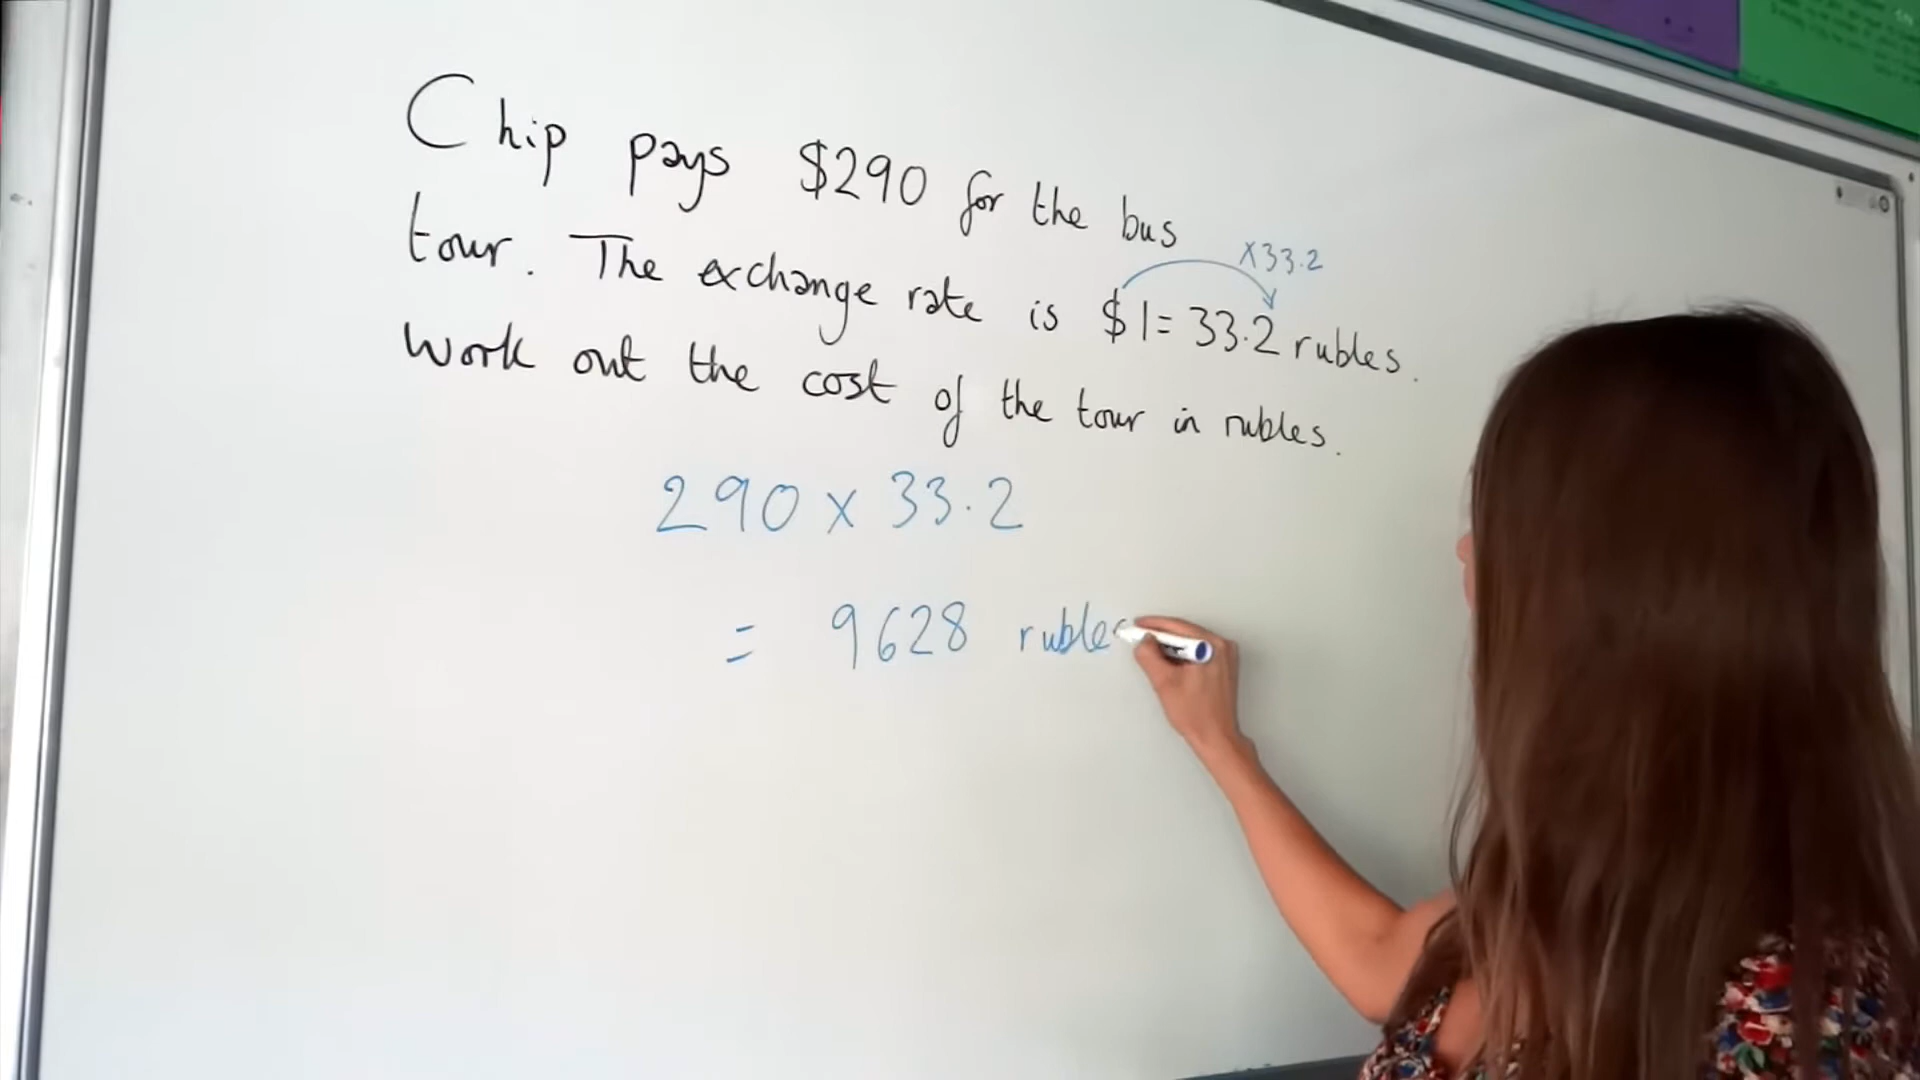 Chip pays $290 for the bus
tour. The exchange rate is $1 = 33.2 rubles.
×33.2
Work out the cost of the tour in rubles.
290 × 33.2
= 9628 rubles